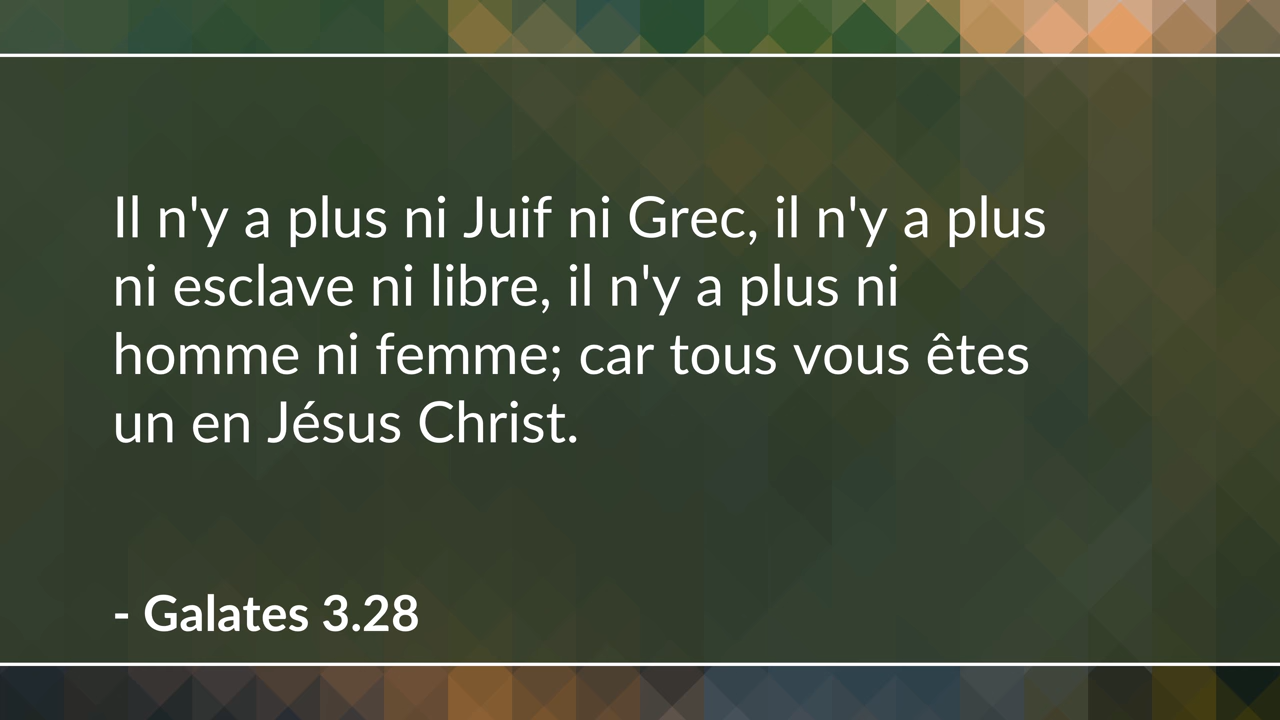 Il n'y a plus ni Juif ni Grec, il n'y a plus
ni esclave ni libre, il n'y a plus ni
homme ni femme; car tous vous êtes
un en Jésus Christ.
- Galates 3.28